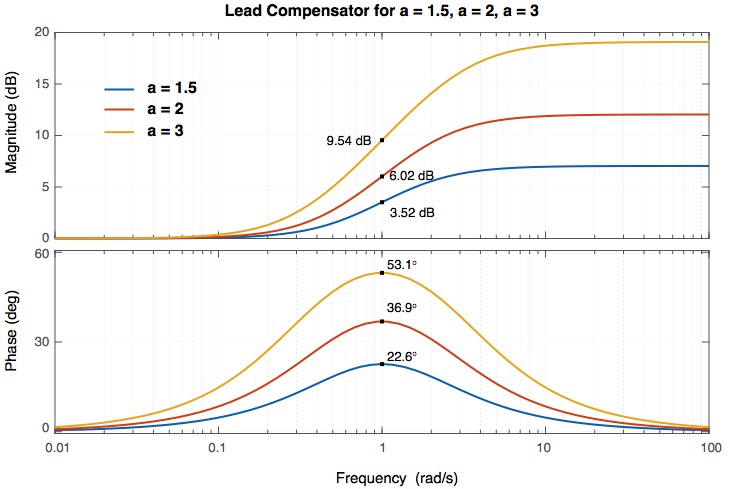 Lead Compensator for a = 1.5, a = 2, a = 3
Magnitude (dB)
20
15
10
5
0
a = 1.5
a = 2
a = 3
9.54 dB
6.02 dB
3.52 dB
Phase (deg)
60
30
0
53.1°
36.9°
22.6°
0.01 0.1 1 10 100
Frequency (rad/s)